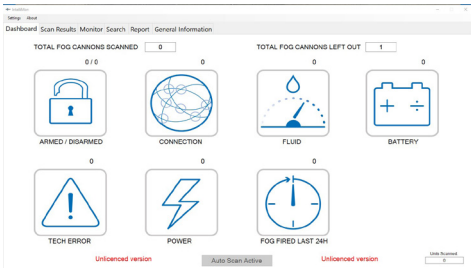 Settings About
Dashboard Scan Results Monitor Search Report General Information
TOTAL FOG CANNONS SCANNED 0 TOTAL FOG CANNONS LEFT OUT 1
0 / 0 0 0 0
ARMED / DISARMED CONNECTION FLUID BATTERY
0 0 0
TECH ERROR POWER FOG FIRED LAST 24H
Unlicenced version Auto Scan Active Unlicenced version
Units Scanned
0